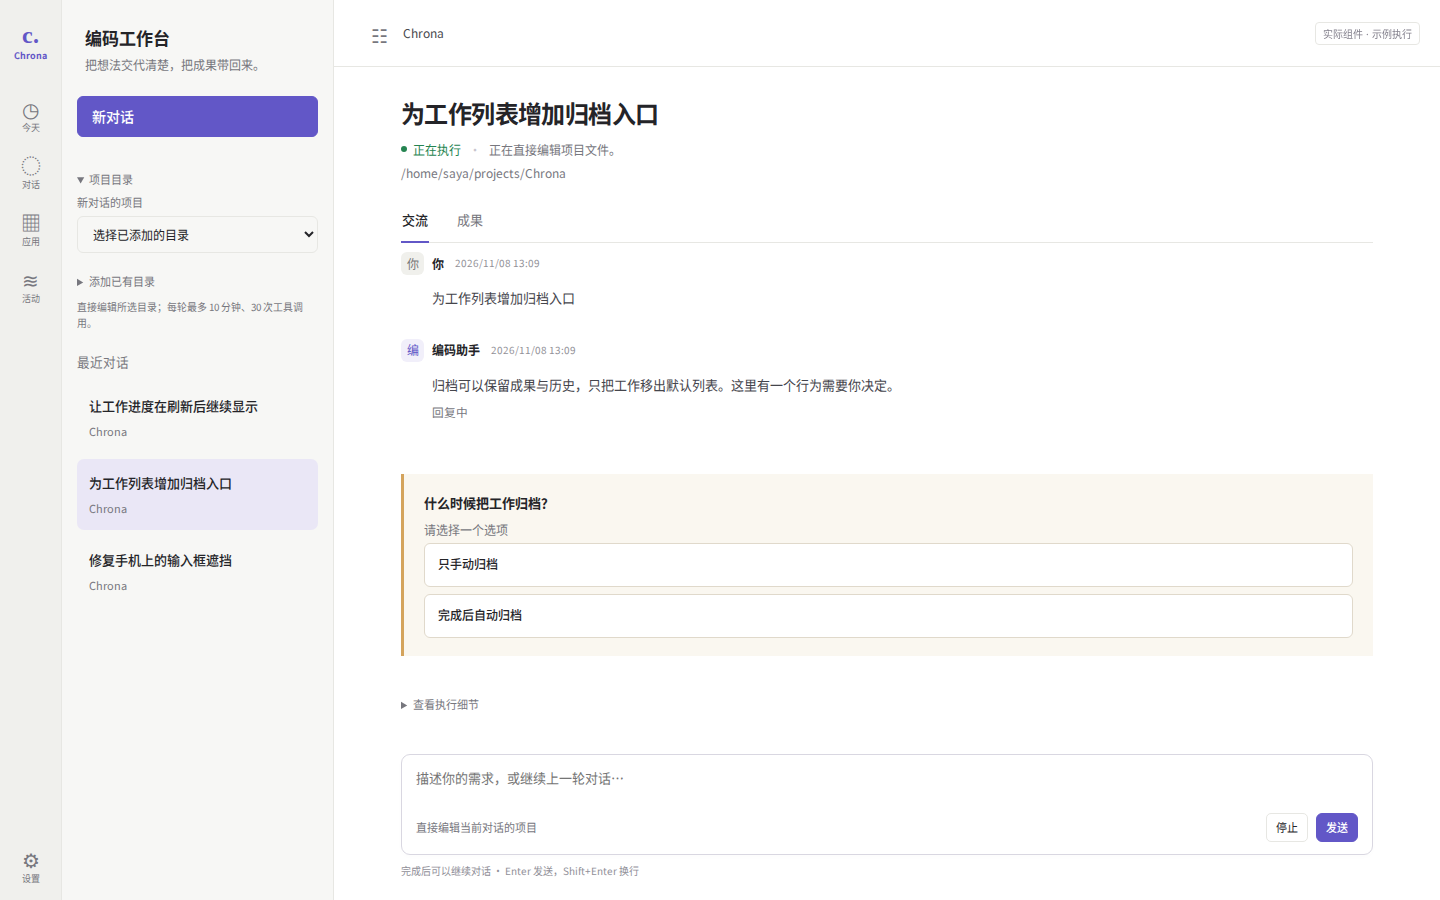 c.
Chrona
今天
对话
应用
活动
设置
编码工作台
把想法交代清楚，把成果带回来。
新对话
项目目录
新对话的项目
选择已添加的目录
添加已有目录
直接编辑所选目录；每轮最多 10 分钟、30 次工具调
用。
最近对话
让工作进度在刷新后继续显示
Chrona
为工作列表增加归档入口
Chrona
修复手机上的输入框遮挡
Chrona
Chrona
实际组件 · 示例执行
为工作列表增加归档入口
正在执行 · 正在直接编辑项目文件。
/home/saya/projects/Chrona
交流 成果
你 你 2026/11/08 13:09
为工作列表增加归档入口
编 编码助手 2026/11/08 13:09
归档可以保留成果与历史，只把工作移出默认列表。这里有一个行为需要你决定。
回复中
什么时候把工作归档？
请选择一个选项
只手动归档
完成后自动归档
查看执行细节
描述你的需求，或继续上一轮对话…
直接编辑当前对话的项目
停止 发送
完成后可以继续对话 · Enter 发送，Shift+Enter 换行